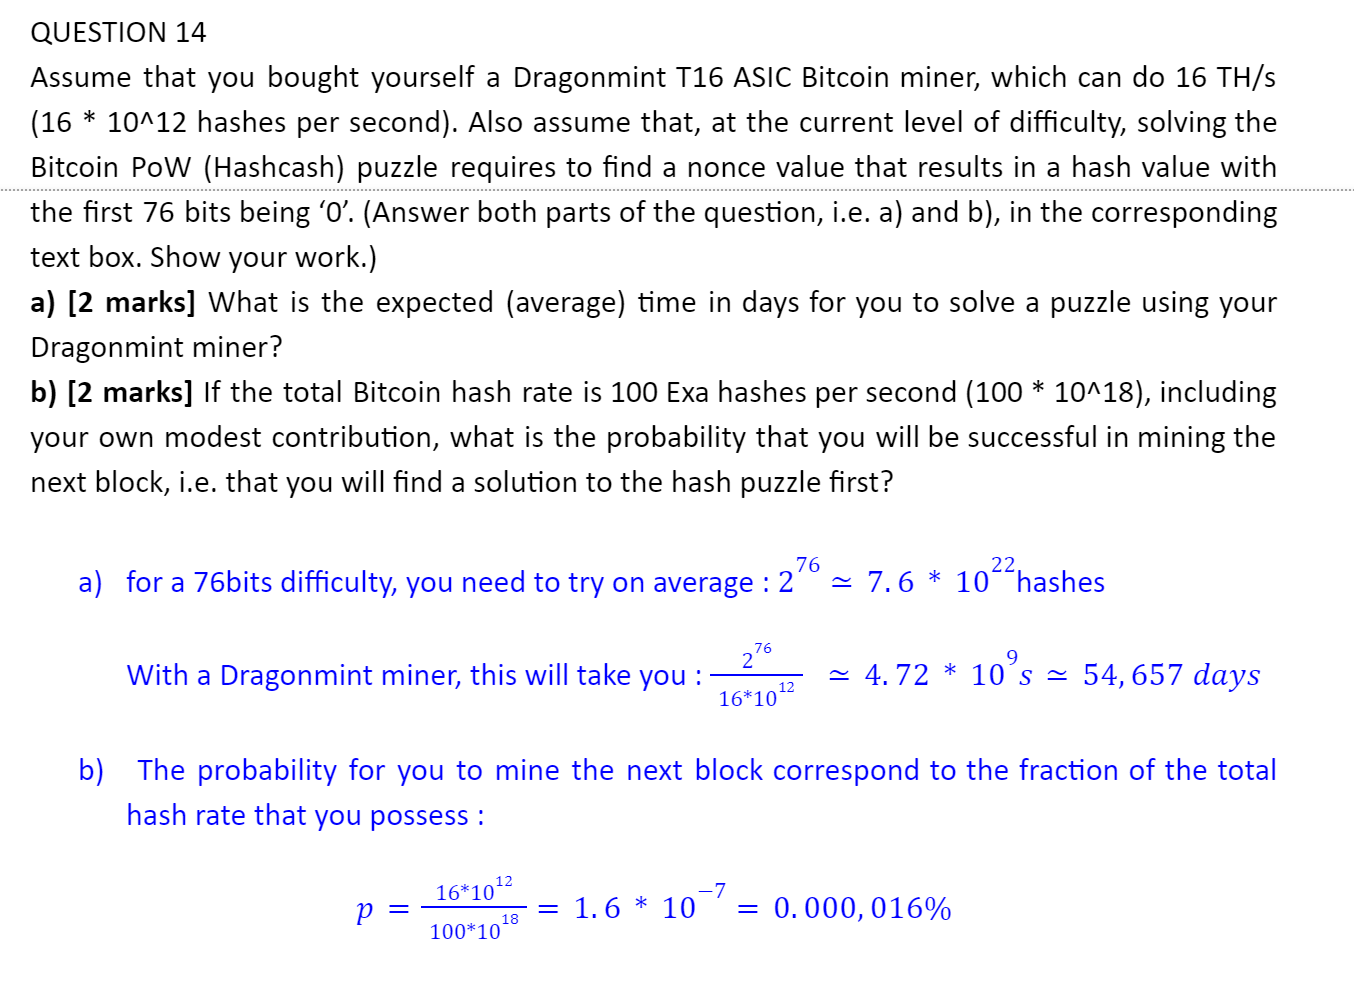 QUESTION 14
Assume that you bought yourself a Dragonmint T16 ASIC Bitcoin miner, which can do 16 TH/s
(16 * 10^12 hashes per second). Also assume that, at the current level of difficulty, solving the
Bitcoin PoW (Hashcash) puzzle requires to find a nonce value that results in a hash value with
the first 76 bits being ‘0’. (Answer both parts of the question, i.e. a) and b), in the corresponding
text box. Show your work.)
a) [2 marks] What is the expected (average) time in days for you to solve a puzzle using your
Dragonmint miner?
b) [2 marks] If the total Bitcoin hash rate is 100 Exa hashes per second (100 * 10^18), including
your own modest contribution, what is the probability that you will be successful in mining the
next block, i.e. that you will find a solution to the hash puzzle first?
a) for a 76bits difficulty, you need to try on average : 2^76 ≃ 7.6 * 10^22 hashes
With a Dragonmint miner, this will take you : 2^76 / 16*10^12 ≃ 4.72 * 10^9 s ≃ 54,657 days
b) The probability for you to mine the next block correspond to the fraction of the total
hash rate that you possess :
p = 16*10^12 / 100*10^18 = 1.6 * 10^−7 = 0.000,016%